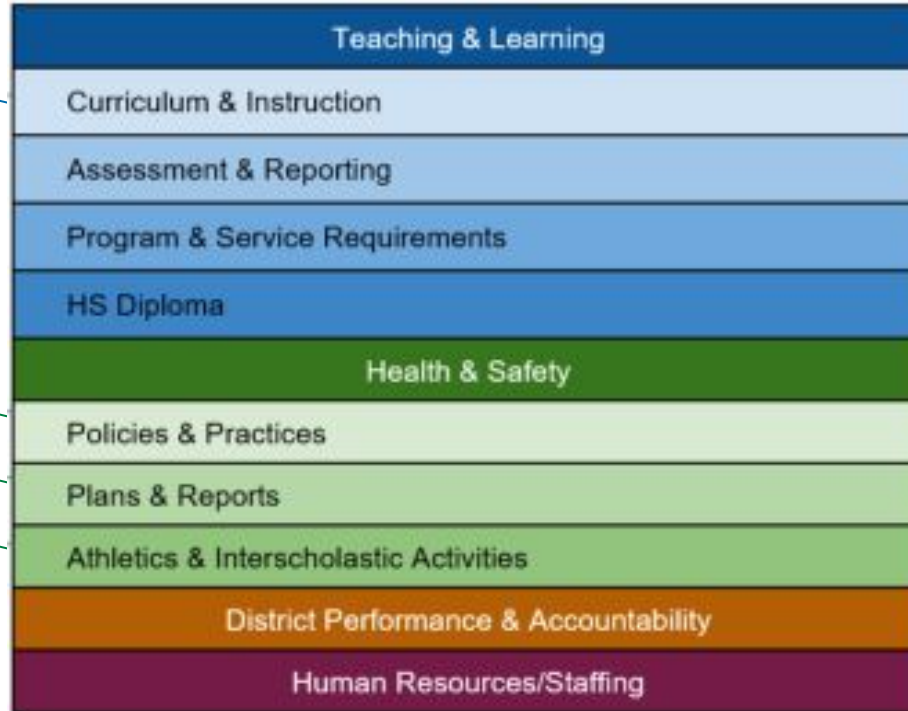 Teaching & Learning
Curriculum & Instruction
Assessment & Reporting
Program & Service Requirements
HS Diploma
Health & Safety
Policies & Practices
Plans & Reports
Athletics & Interscholastic Activities
District Performance & Accountability
Human Resources/Staffing